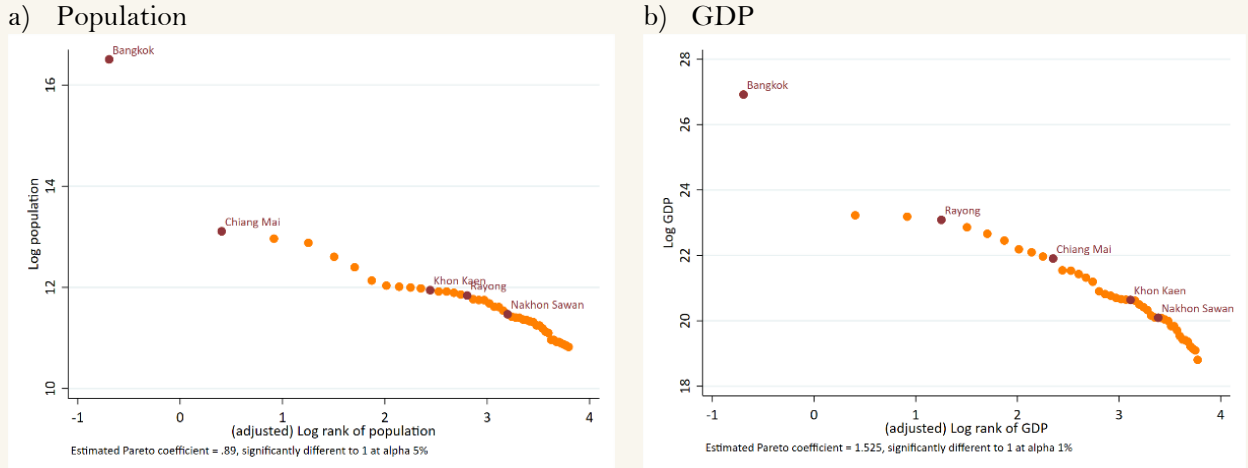 a) Population
Bangkok
Chiang Mai
Khon Kaen
Rayong
Nakhon Sawan
Log population
16
14
12
10
-1 0 1 2 3 4
(adjusted) Log rank of population
Estimated Pareto coefficient = .89, significantly different to 1 at alpha 5%
b) GDP
Bangkok
Rayong
Chiang Mai
Khon Kaen
Nakhon Sawan
Log GDP
28
26
24
22
20
18
-1 0 1 2 3 4
(adjusted) Log rank of GDP
Estimated Pareto coefficient = 1.525, significantly different to 1 at alpha 1%